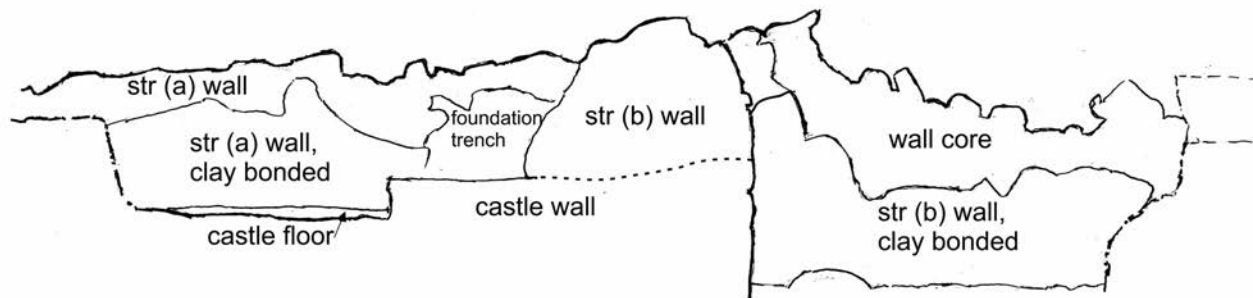 str (a) wall
str (a) wall,
clay bonded
castle floor
foundation
trench
str (b) wall
castle wall
wall core
str (b) wall,
clay bonded